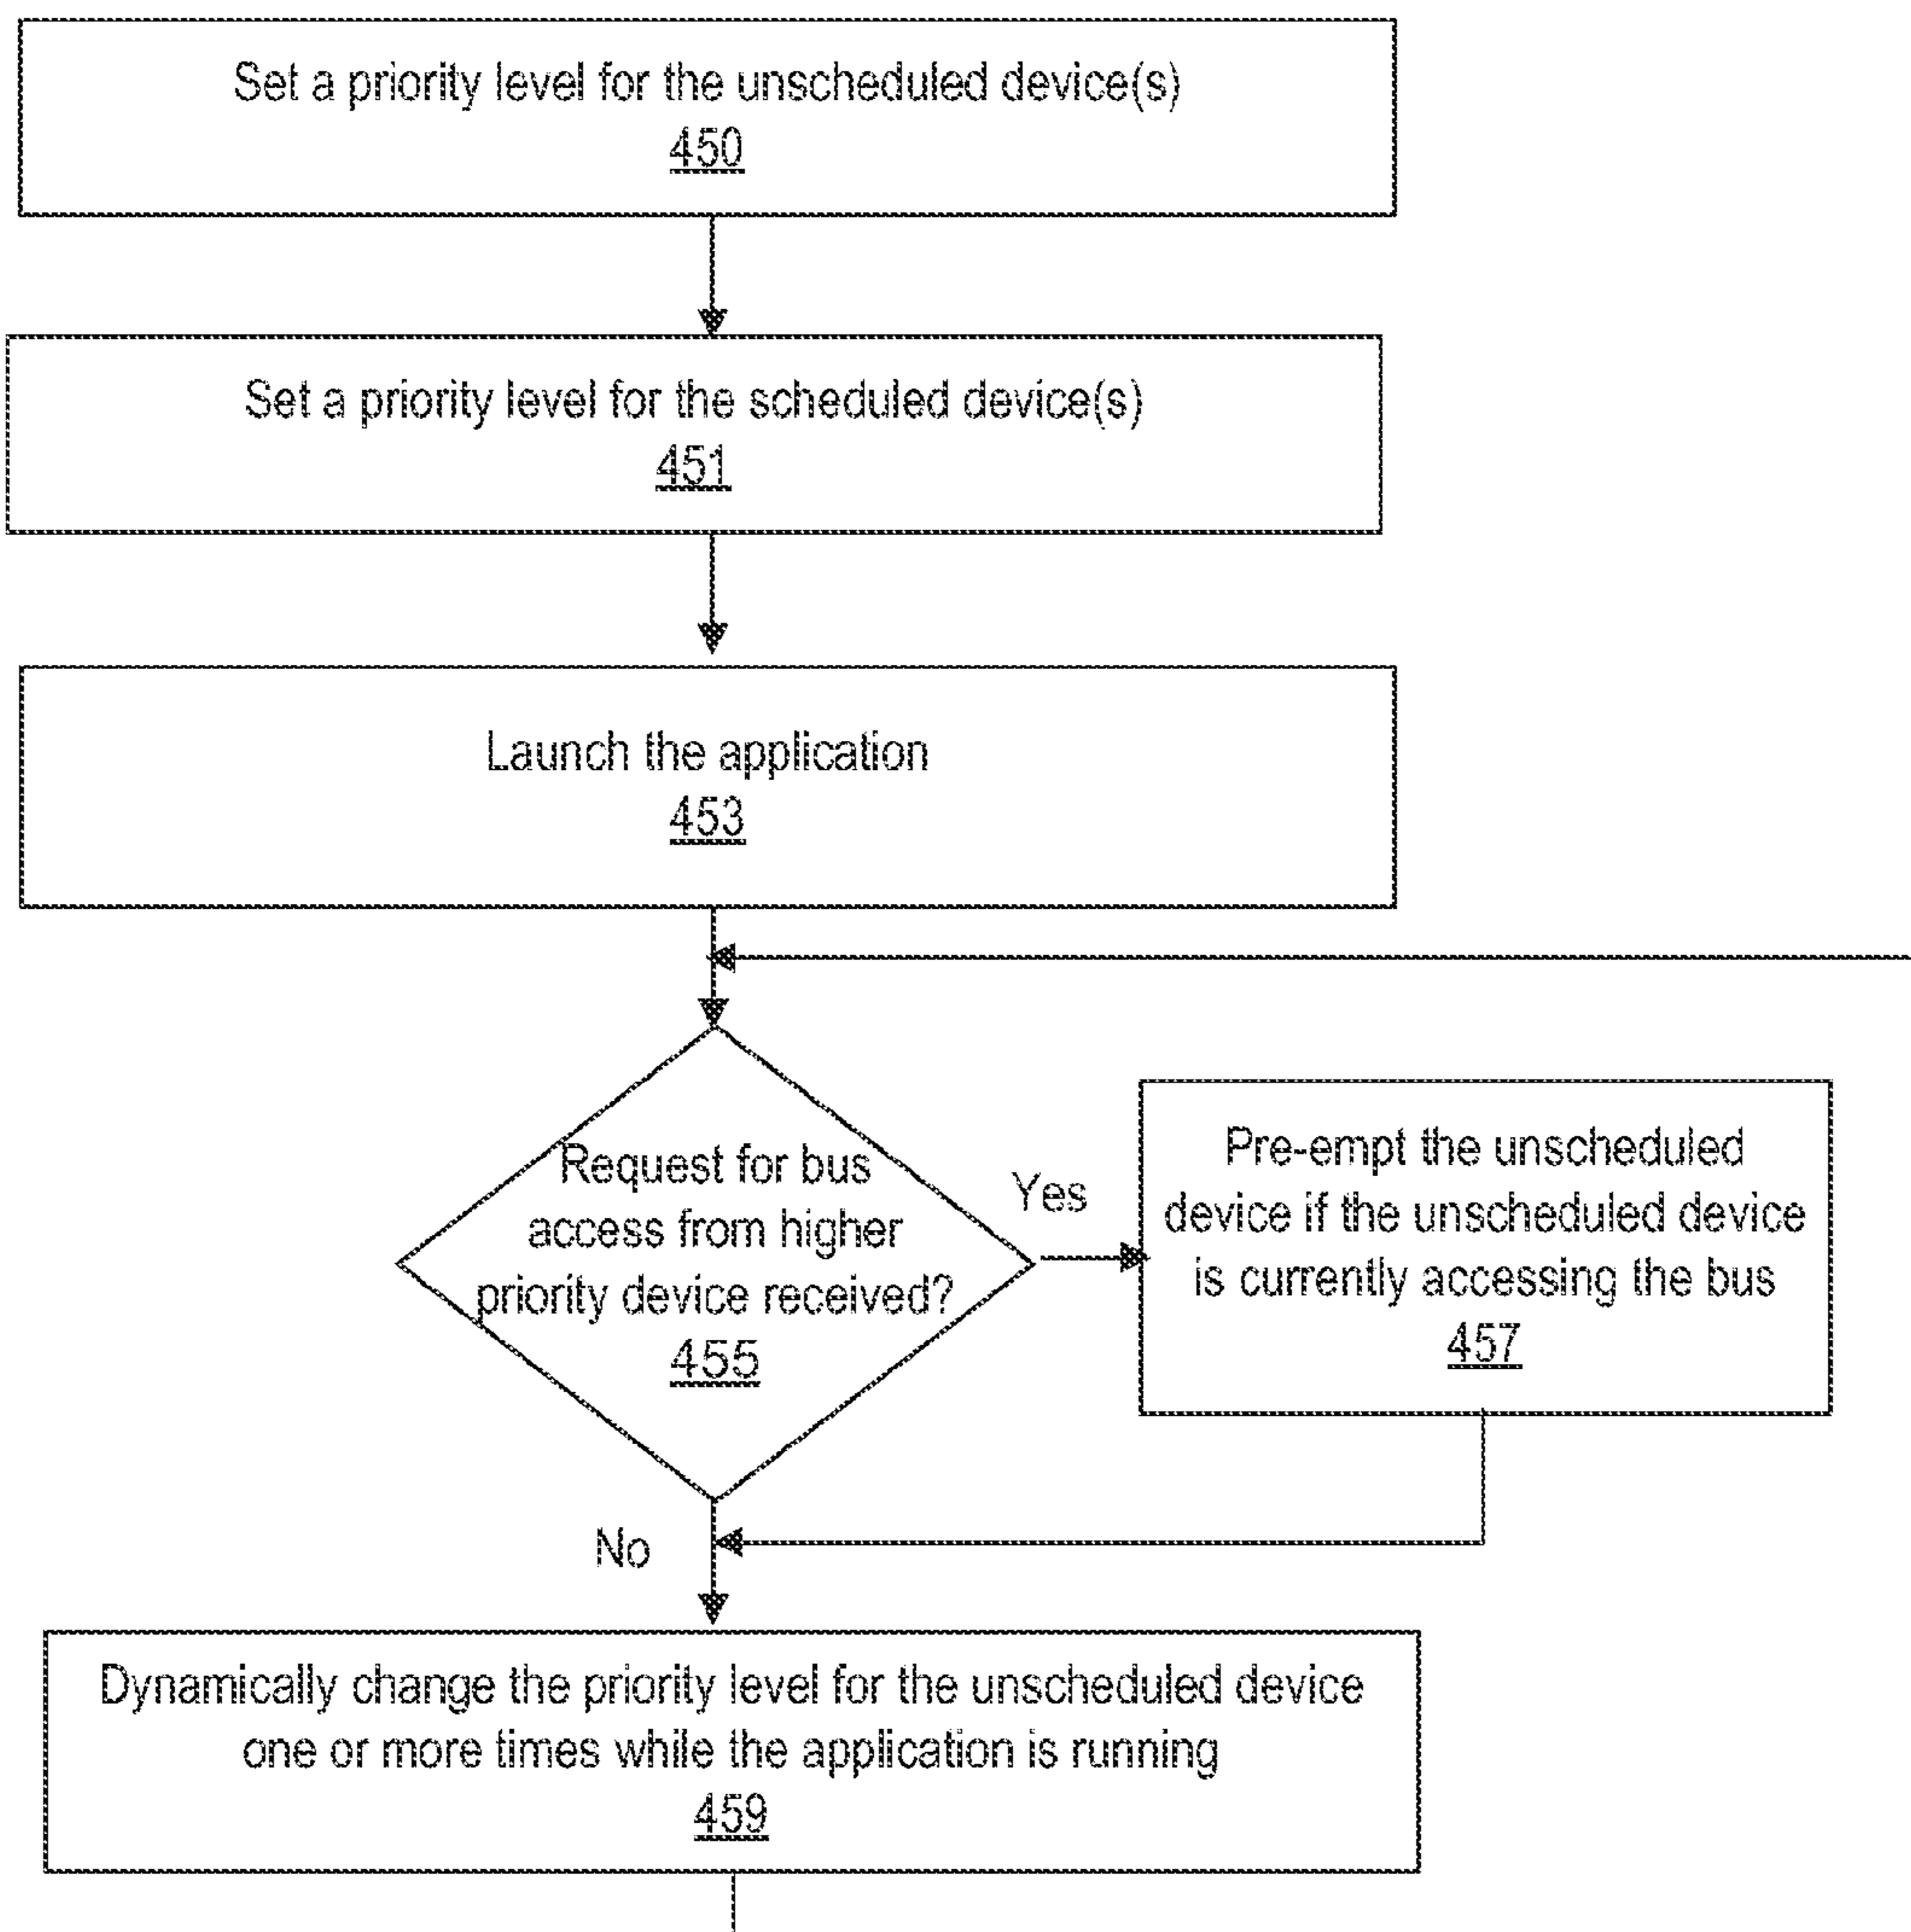 Set a priority level for the unscheduled device(s)
450
Set a priority level for the scheduled device(s)
451
Launch the application
453
Request for bus
access from higher
priority device received?
455
Yes
Pre-empt the unscheduled
device if the unscheduled device
is currently accessing the bus
457
No
Dynamically change the priority level for the unscheduled device
one or more times while the application is running
459